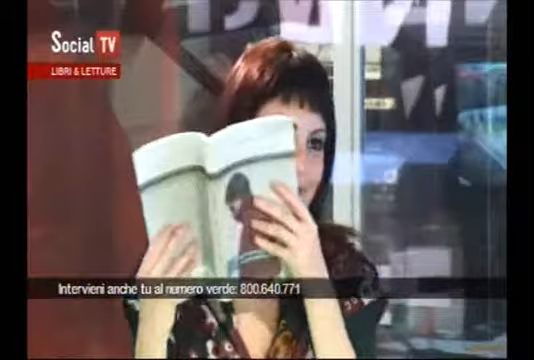 Social TV
LIBRI & LETTURE
Intervieni anche tu al numero verde: 800.640.771